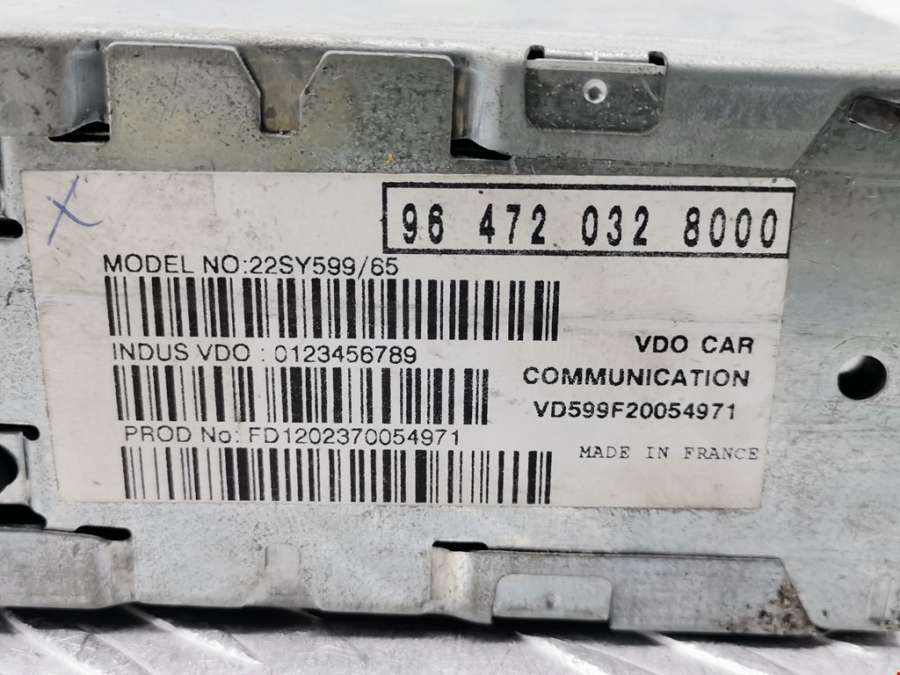 X
96 472 032 8000
MODEL NO:22SY599/65
INDUS VDO : 0123456789
PROD No: FD1202370054971
VDO CAR
COMMUNICATION
VD599F20054971
MADE IN FRANCE